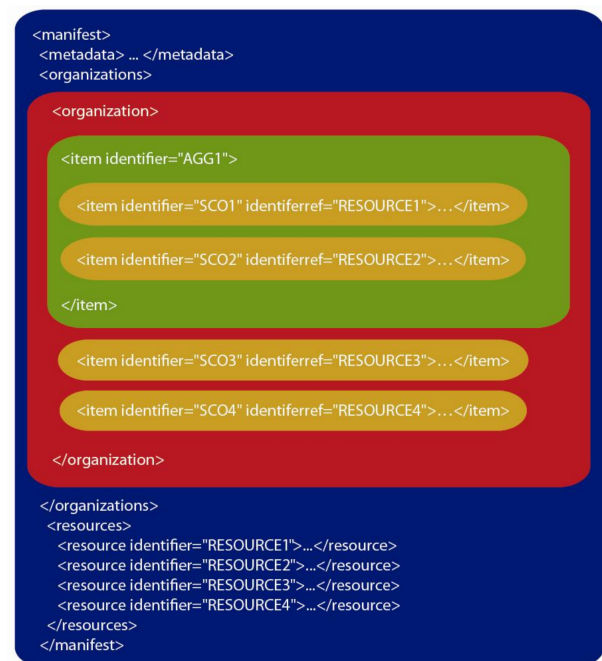 <manifest>
<metadata> ... </metadata>
<organizations>
<organization>
<item identifier="AGG1">
<item identifier="SCO1" identiferref="RESOURCE1">...</item>
<item identifier="SCO2" identiferref="RESOURCE2">...</item>
</item>
<item identifier="SCO3" identiferref="RESOURCE3">...</item>
<item identifier="SCO4" identiferref="RESOURCE4">...</item>
</organization>
</organizations>
<resources>
<resource identifier="RESOURCE1">...</resource>
<resource identifier="RESOURCE2">...</resource>
<resource identifier="RESOURCE3">...</resource>
<resource identifier="RESOURCE4">...</resource>
</resources>
</manifest>